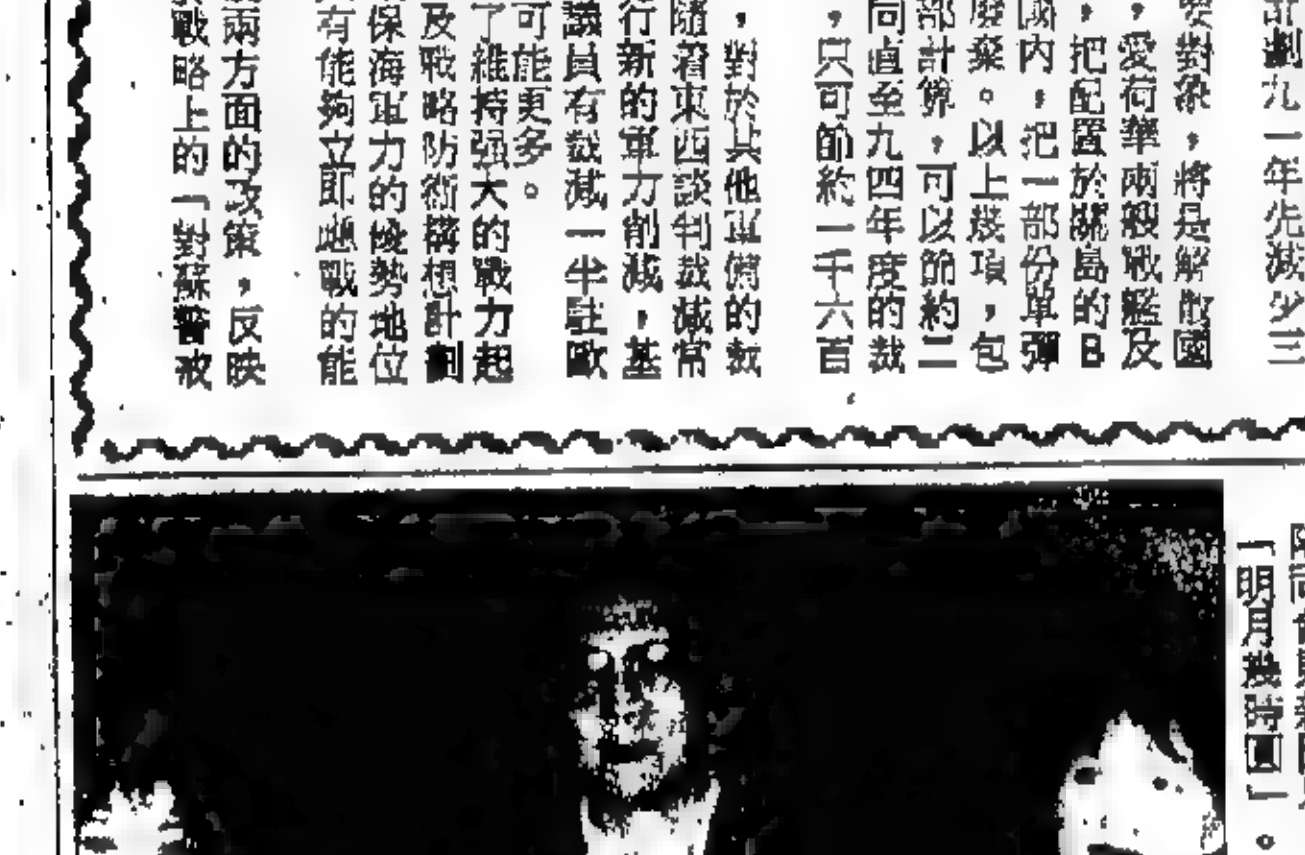 計劃九一年先減少三
要對象，將是解散國
，愛荷華兩艘戰艦及
，把配置於關島的B
國內，把一部份單彈
廢棄。以上幾項，包
部計算，可以節約二
同直至九四年度的裁
，只可節約一千六百
，對於其他軍備的裁
隨着東西談判裁減常
行新的軍力削減，基
議員有裁減一半駐歐
可能更多。
了維持强大的戰力起
及戰略防衛構想計劃
保海軍力的優勢地位
有能夠立即應戰的能
兩方面的政策，反映
戰略上的「對蘇警戒
「明月幾時圓」。